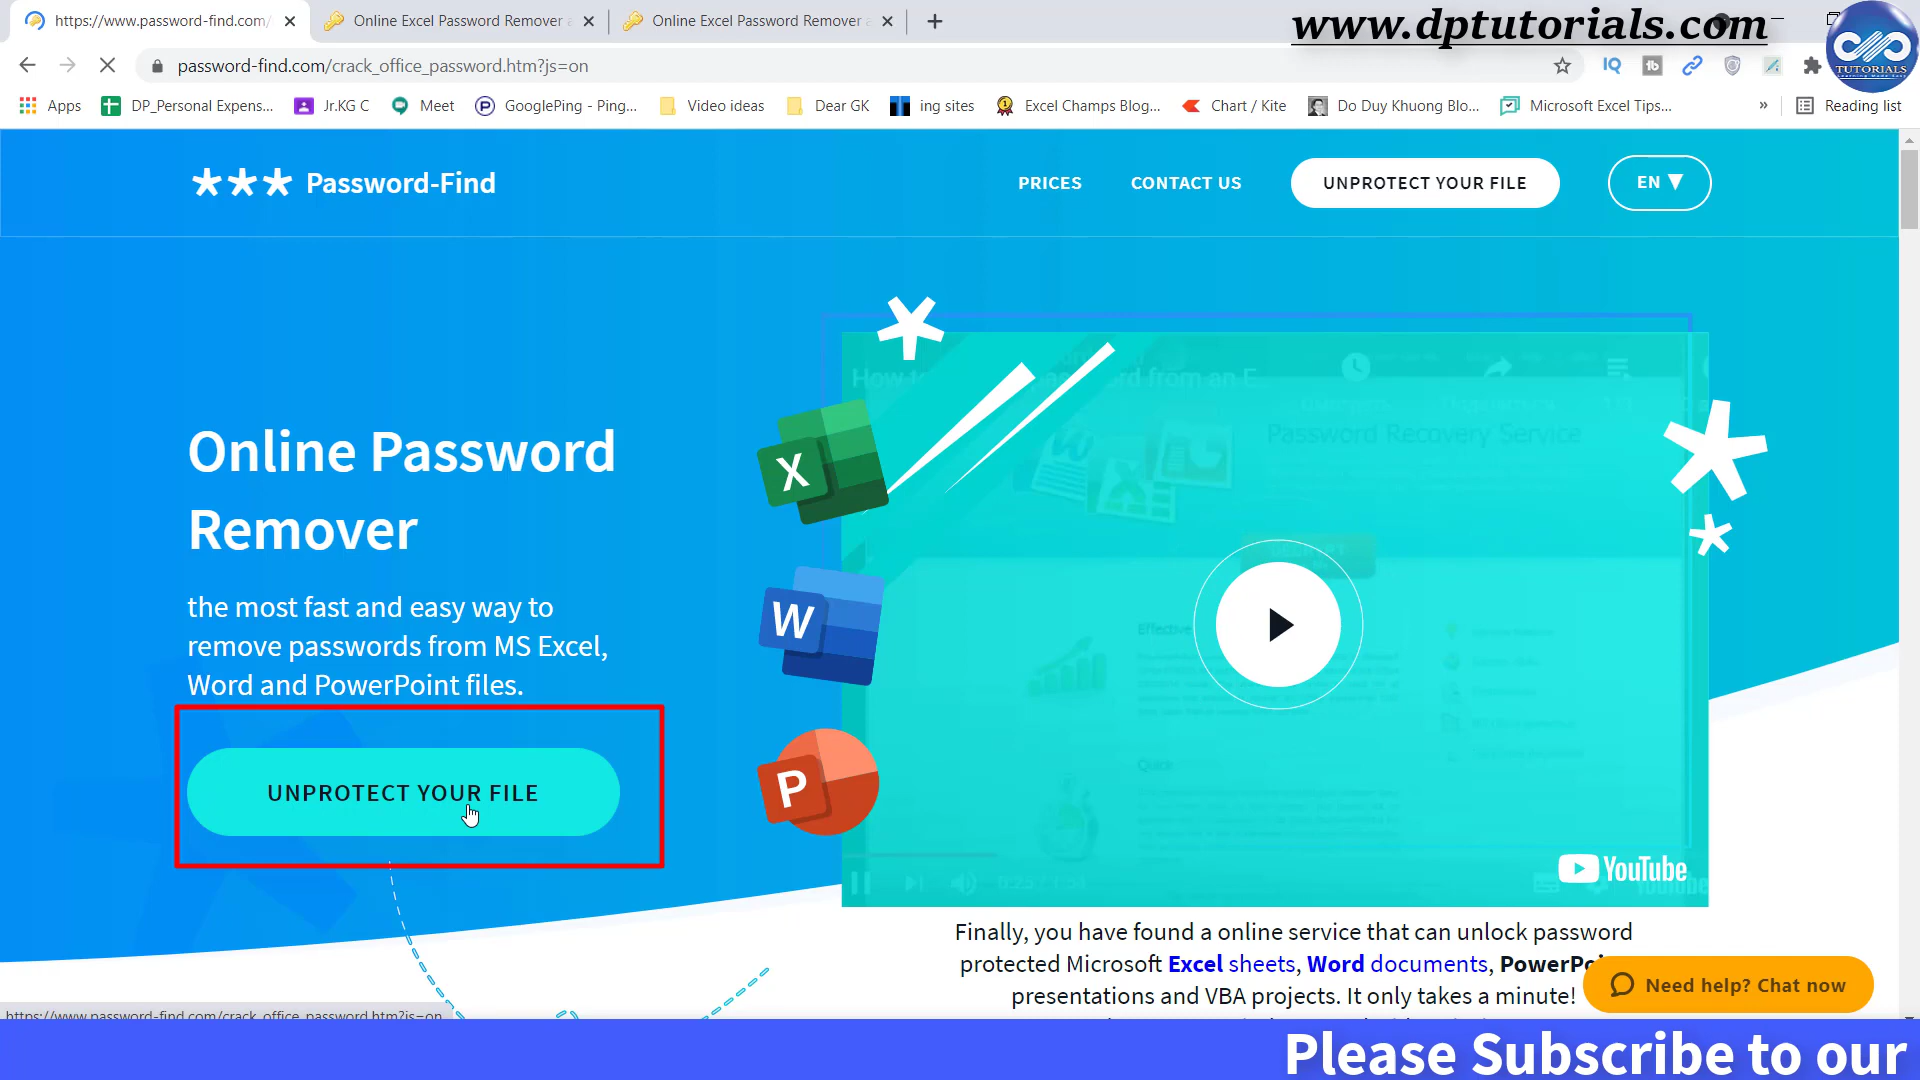 https://www.password-find.com/
Online Excel Password Remover
Online Excel Password Remover
www.dptutorials.com
TUTORIALS
password-find.com/crack_office_password.htm?js=on
Apps
DP_Personal Expens...
Jr.KG C
Meet
GooglePing - Ping...
Video ideas
Dear GK
ing sites
Excel Champs Blog...
Chart / Kite
Do Duy Khuong Blo...
Microsoft Excel Tips...
»
Reading list
*** Password-Find
PRICES
CONTACT US
UNPROTECT YOUR FILE
EN
Online Password
Remover
the most fast and easy way to
remove passwords from MS Excel,
Word and PowerPoint files.
UNPROTECT YOUR FILE
X
W
P
Password Recovery Service
YouTube
Finally, you have found a online service that can unlock password
protected Microsoft Excel sheets, Word documents,
presentations and VBA projects. It only takes a minute!
Need help? Chat now
https://www.password-find.com/crack_office_password.htm?js=on
Please Subscribe to our